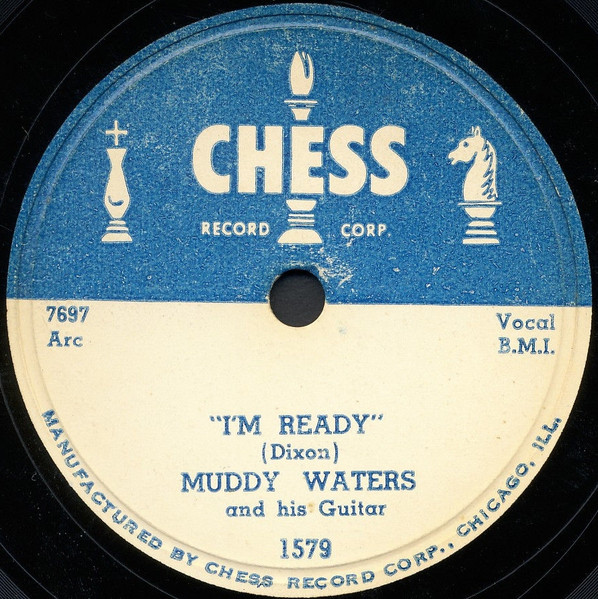 CHESS
RECORD CORP.
7697
Arc
Vocal
B.M.I.
"I'M READY"
(Dixon)
MUDDY WATERS
and his Guitar
1579
MANUFACTURED BY CHESS RECORD CORP., CHICAGO, ILL.